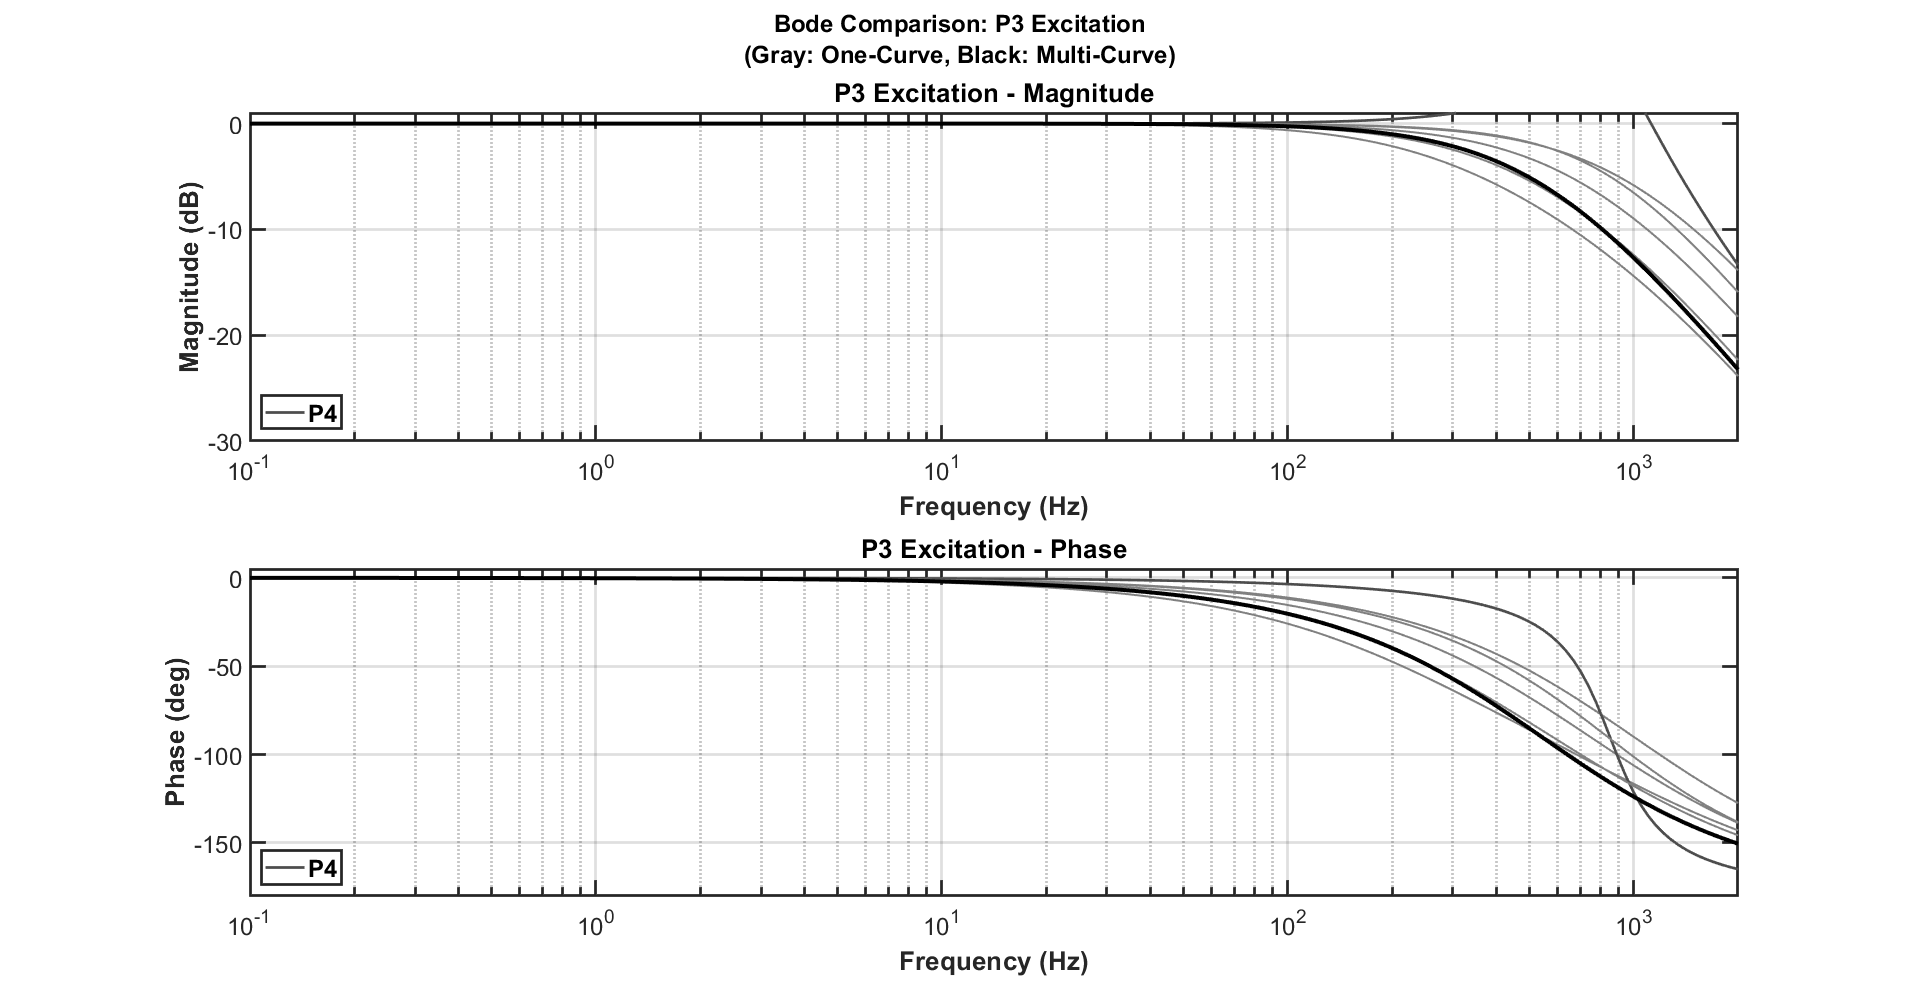 Bode Comparison: P3 Excitation
(Gray: One-Curve, Black: Multi-Curve)
P3 Excitation - Magnitude
Magnitude (dB)
0
-10
-20
-30
P4
10^-1
10^0
10^1
10^2
10^3
Frequency (Hz)
P3 Excitation - Phase
Phase (deg)
0
-50
-100
-150
P4
10^-1
10^0
10^1
10^2
10^3
Frequency (Hz)